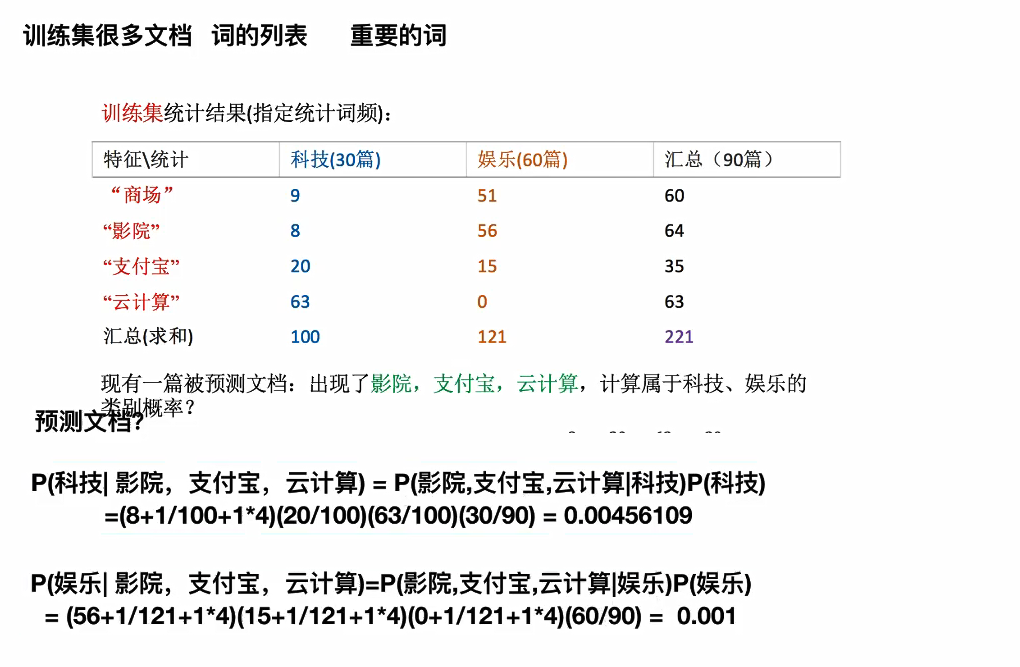 训练集很多文档 词的列表 重要的词
训练集统计结果(指定统计词频)：
特征\统计 科技(30篇) 娱乐(60篇) 汇总（90篇）
“商场” 9 51 60
“影院” 8 56 64
“支付宝” 20 15 35
“云计算” 63 0 63
汇总(求和) 100 121 221
现有一篇被预测文档：出现了影院，支付宝，云计算，计算属于科技、娱乐的
类别概率？
预测文档?
P(科技| 影院，支付宝，云计算) = P(影院,支付宝,云计算|科技)P(科技)
=(8+1/100+1*4)(20/100)(63/100)(30/90) = 0.00456109
P(娱乐| 影院，支付宝，云计算)=P(影院,支付宝,云计算|娱乐)P(娱乐)
= (56+1/121+1*4)(15+1/121+1*4)(0+1/121+1*4)(60/90) = 0.001